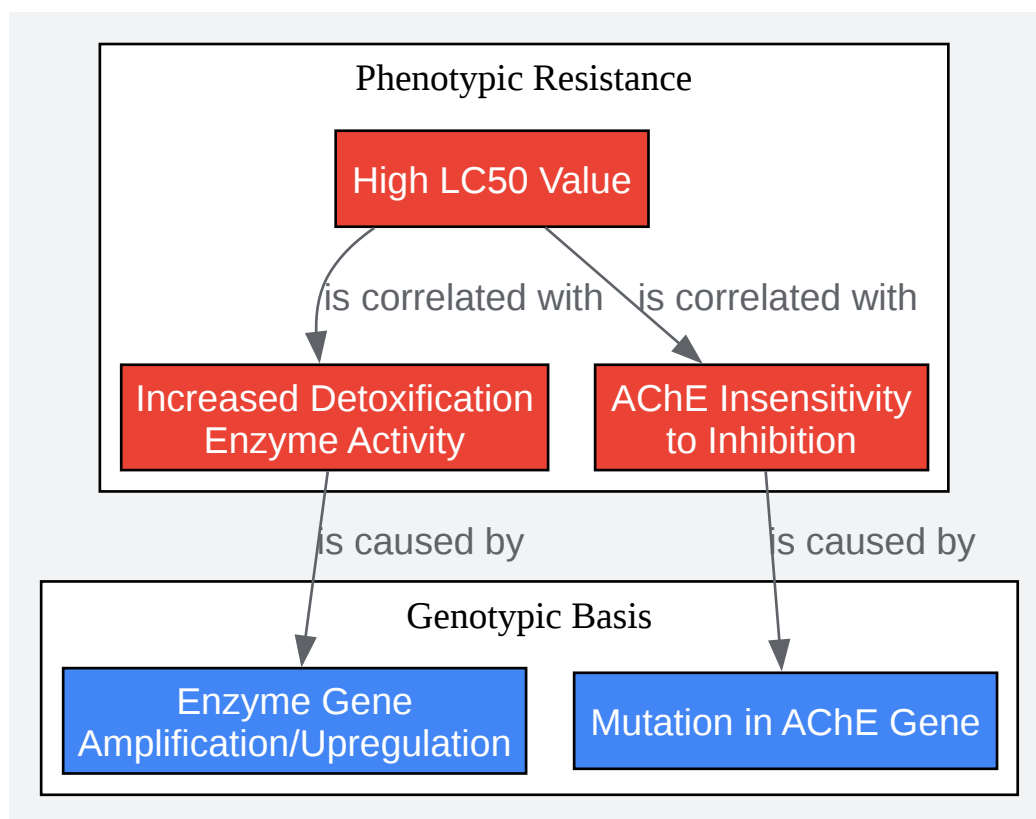 Phenotypic Resistance
High LC50 Value
is correlated with
is correlated with
Increased Detoxification
Enzyme Activity
AChE Insensitivity
to Inhibition
is caused by
is caused by
Genotypic Basis
Enzyme Gene
Amplification/Upregulation
Mutation in AChE Gene